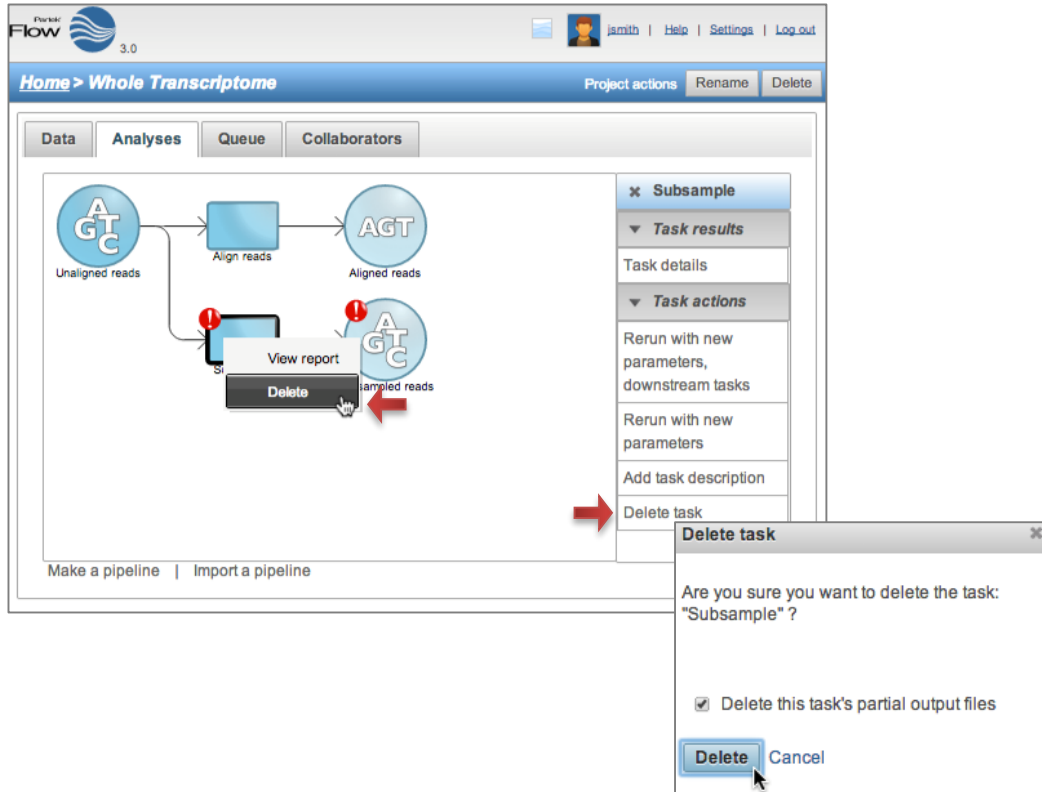 Partek
Flow
3.0
jsmith | Help | Settings | Log out
Home > Whole Transcriptome
Project actions Rename Delete
Data Analyses Queue Collaborators
A
G T
C
Unaligned reads
Align reads
AGT
Aligned reads
!
!
A
G T
C
View report
Delete
sampled reads
Subsample
Task results
Task details
Task actions
Rerun with new
parameters,
downstream tasks
Rerun with new
parameters
Add task description
Delete task
Make a pipeline | Import a pipeline
Delete task
Are you sure you want to delete the task:
"Subsample" ?
Delete this task's partial output files
Delete Cancel